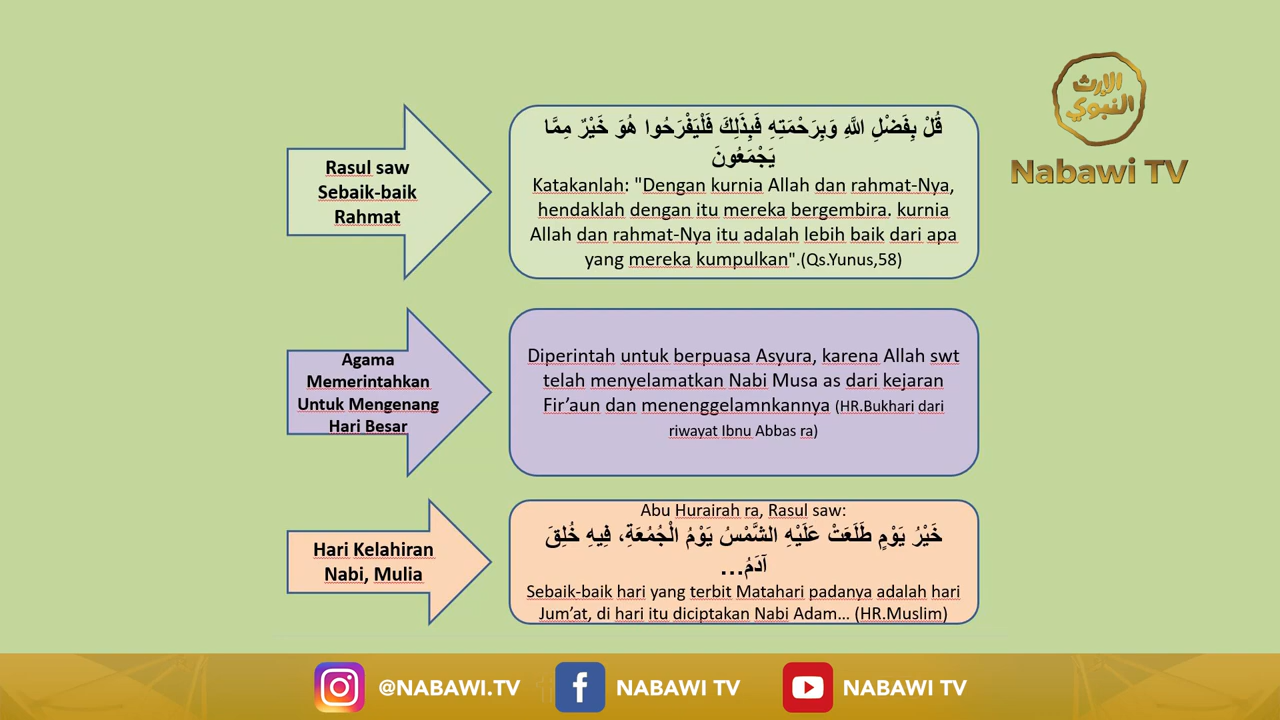 الإرث
النبوي
Nabawi TV
Rasul saw
Sebaik-baik
Rahmat
قُلْ بِفَضْلِ اللَّهِ وَبِرَحْمَتِهِ فَبِذَلِكَ فَلْيَفْرَحُوا هُوَ خَيْرٌ مِمَّا
يَجْمَعُونَ
Katakanlah: "Dengan kurnia Allah dan rahmat-Nya,
hendaklah dengan itu mereka bergembira. kurnia
Allah dan rahmat-Nya itu adalah lebih baik dari apa
yang mereka kumpulkan".(Qs.Yunus,58)
Agama
Memerintahkan
Untuk Mengenang
Hari Besar
Diperintah untuk berpuasa Asyura, karena Allah swt
telah menyelamatkan Nabi Musa as dari kejaran
Fir’aun dan menenggelamnkannya (HR.Bukhari dari
riwayat Ibnu Abbas ra)
Hari Kelahiran
Nabi, Mulia
Abu Hurairah ra, Rasul saw:
خَيْرُ يَوْمٍ طَلَعَتْ عَلَيْهِ الشَّمْسُ يَوْمُ الْجُمُعَةِ، فِيهِ خُلِقَ
آدَمُ...
Sebaik-baik hari yang terbit Matahari padanya adalah hari
Jum’at, di hari itu diciptakan Nabi Adam... (HR.Muslim)
@NABAWI.TV
NABAWI TV
NABAWI TV